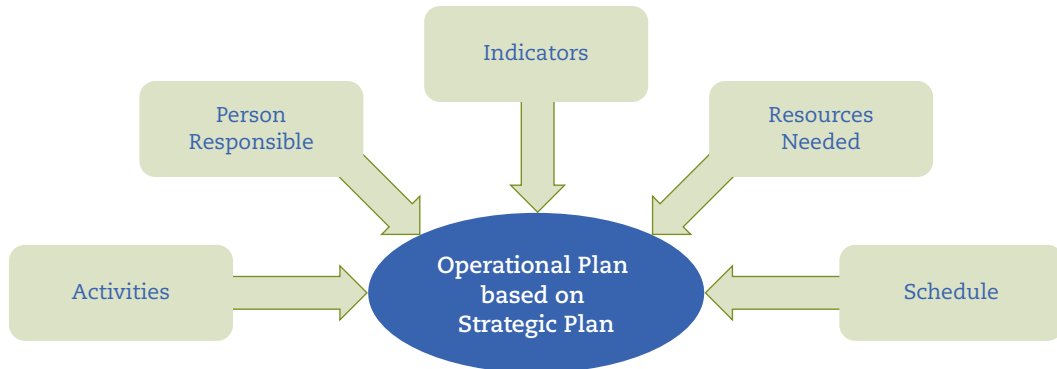 Indicators
Person
Responsible
Resources
Needed
Activities
Operational Plan
based on
Strategic Plan
Schedule